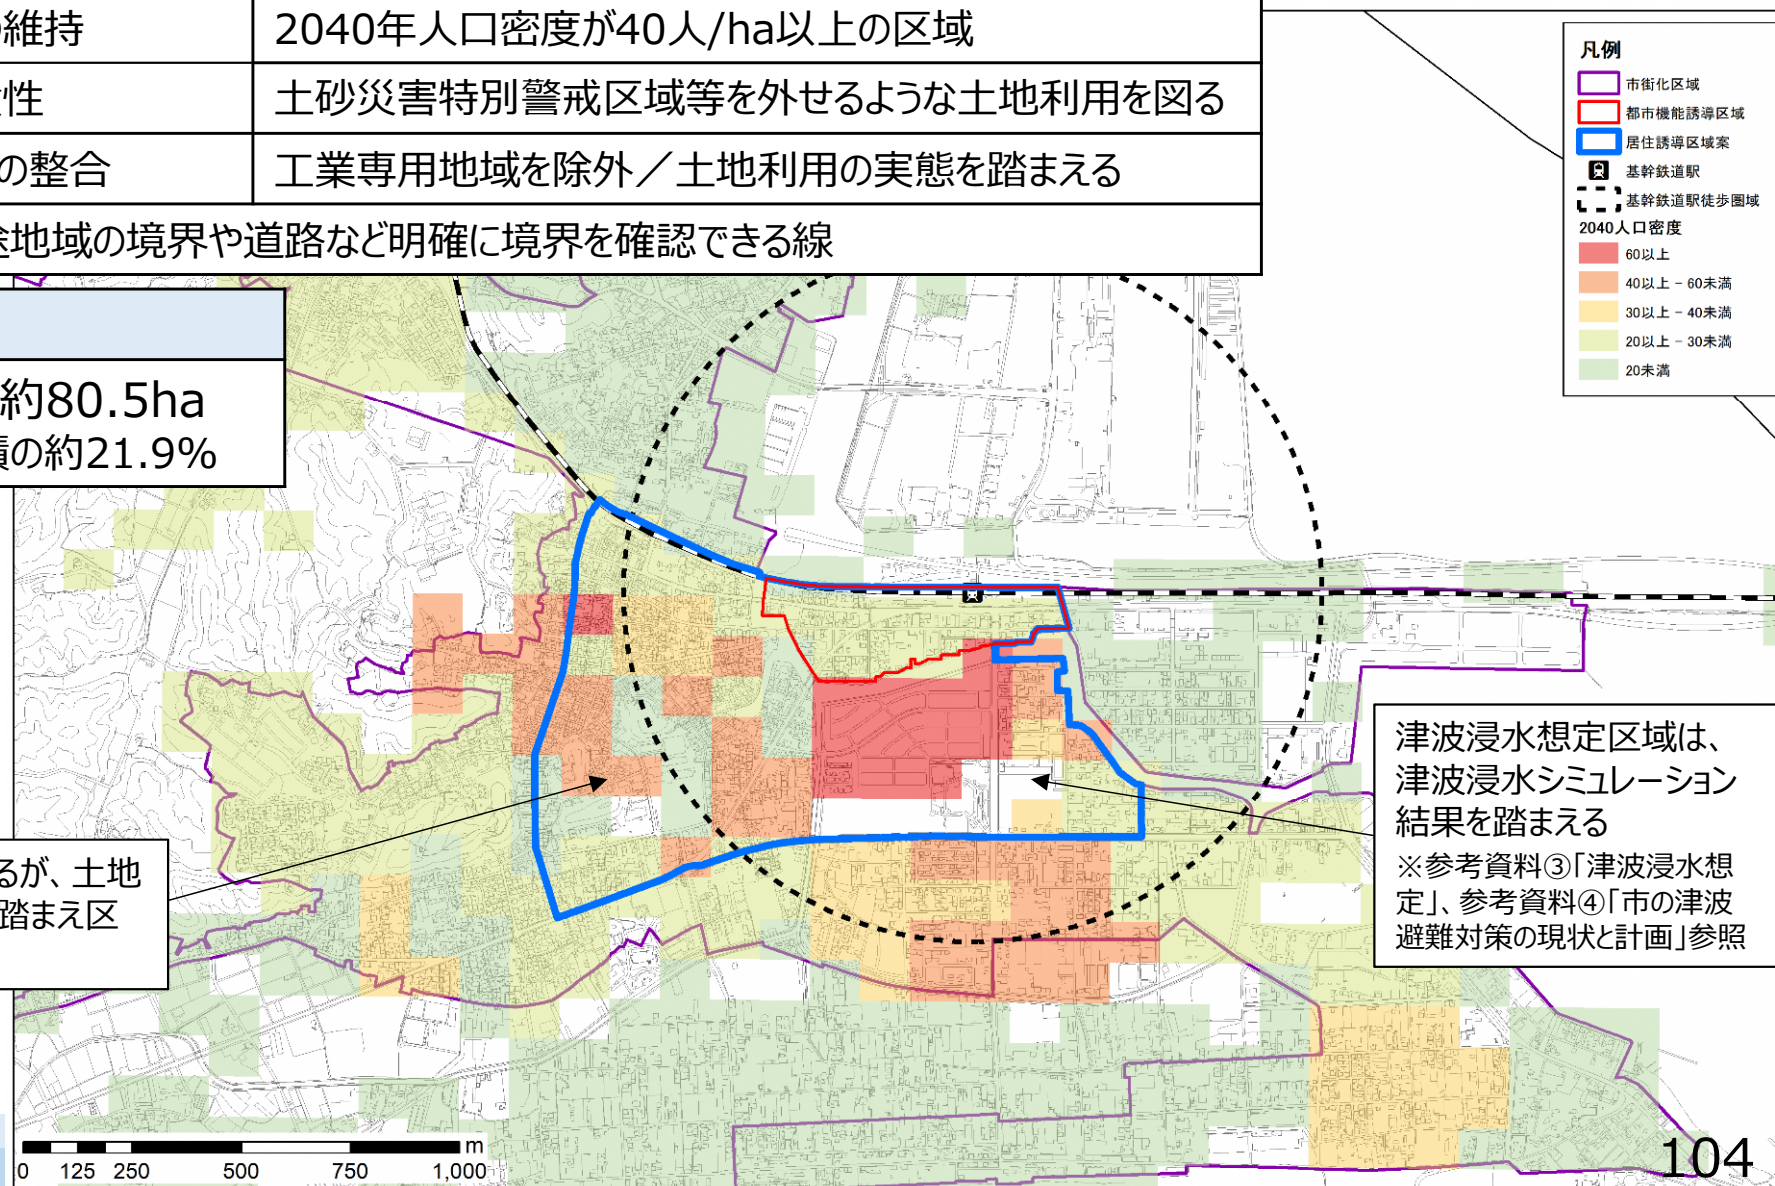 維持
2040年人口密度が40人/ha以上の区域
性
土砂災害特別警戒区域等を外せるような土地利用を図る
の整合
工業専用地域を除外／土地利用の実態を踏まえる
地域の境界や道路など明確に境界を確認できる線
約80.5ha
の約21.9%
凡例
市街化区域
都市機能誘導区域
居住誘導区域案
基幹鉄道駅
基幹鉄道駅徒歩圏域
2040人口密度
60以上
40以上 - 60未満
30以上 - 40未満
20以上 - 30未満
20未満
るが、土地
踏まえ区
津波浸水想定区域は、
津波浸水シミュレーション
結果を踏まえる
※参考資料③「津波浸水想
定」、参考資料④「市の津波
避難対策の現状と計画」参照
m
0 125 250 500 750 1,000
104